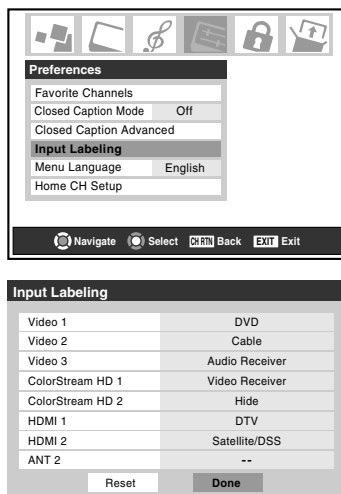 Preferences
Favorite Channels
Closed Caption Mode Off
Closed Caption Advanced
Input Labeling
Menu Language English
Home CH Setup
Navigate Select CH RTN Back EXIT Exit
Input Labeling
Video 1 DVD
Video 2 Cable
Video 3 Audio Receiver
ColorStream HD 1 Video Receiver
ColorStream HD 2 Hide
HDMI 1 DTV
HDMI 2 Satellite/DSS
ANT 2 --
Reset Done